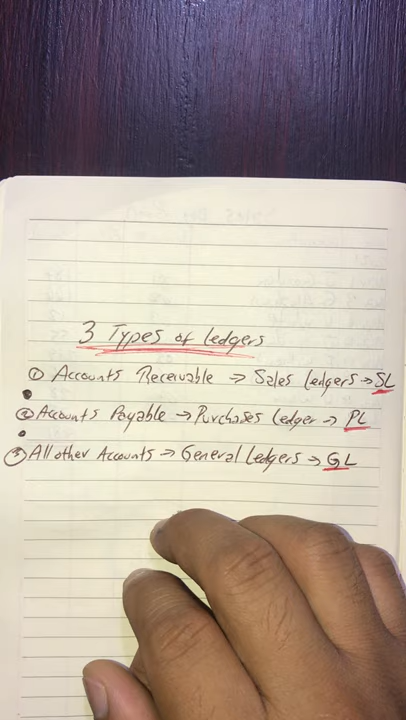 3 Types of Ledgers
① Accounts Receivable → Sales Ledgers → SL
② Accounts Payable → Purchases Ledger → PL
③ All other Accounts → General Ledgers → GL